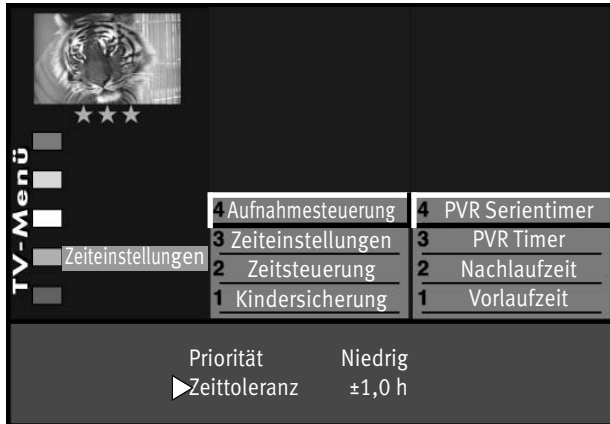 TV-Menü
Zeiteinstellungen
4 Aufnahmesteuerung
3 Zeiteinstellungen
2 Zeitsteuerung
1 Kindersicherung
4 PVR Serientimer
3 PVR Timer
2 Nachlaufzeit
1 Vorlaufzeit
Priorität Niedrig
Zeittoleranz ±1,0 h